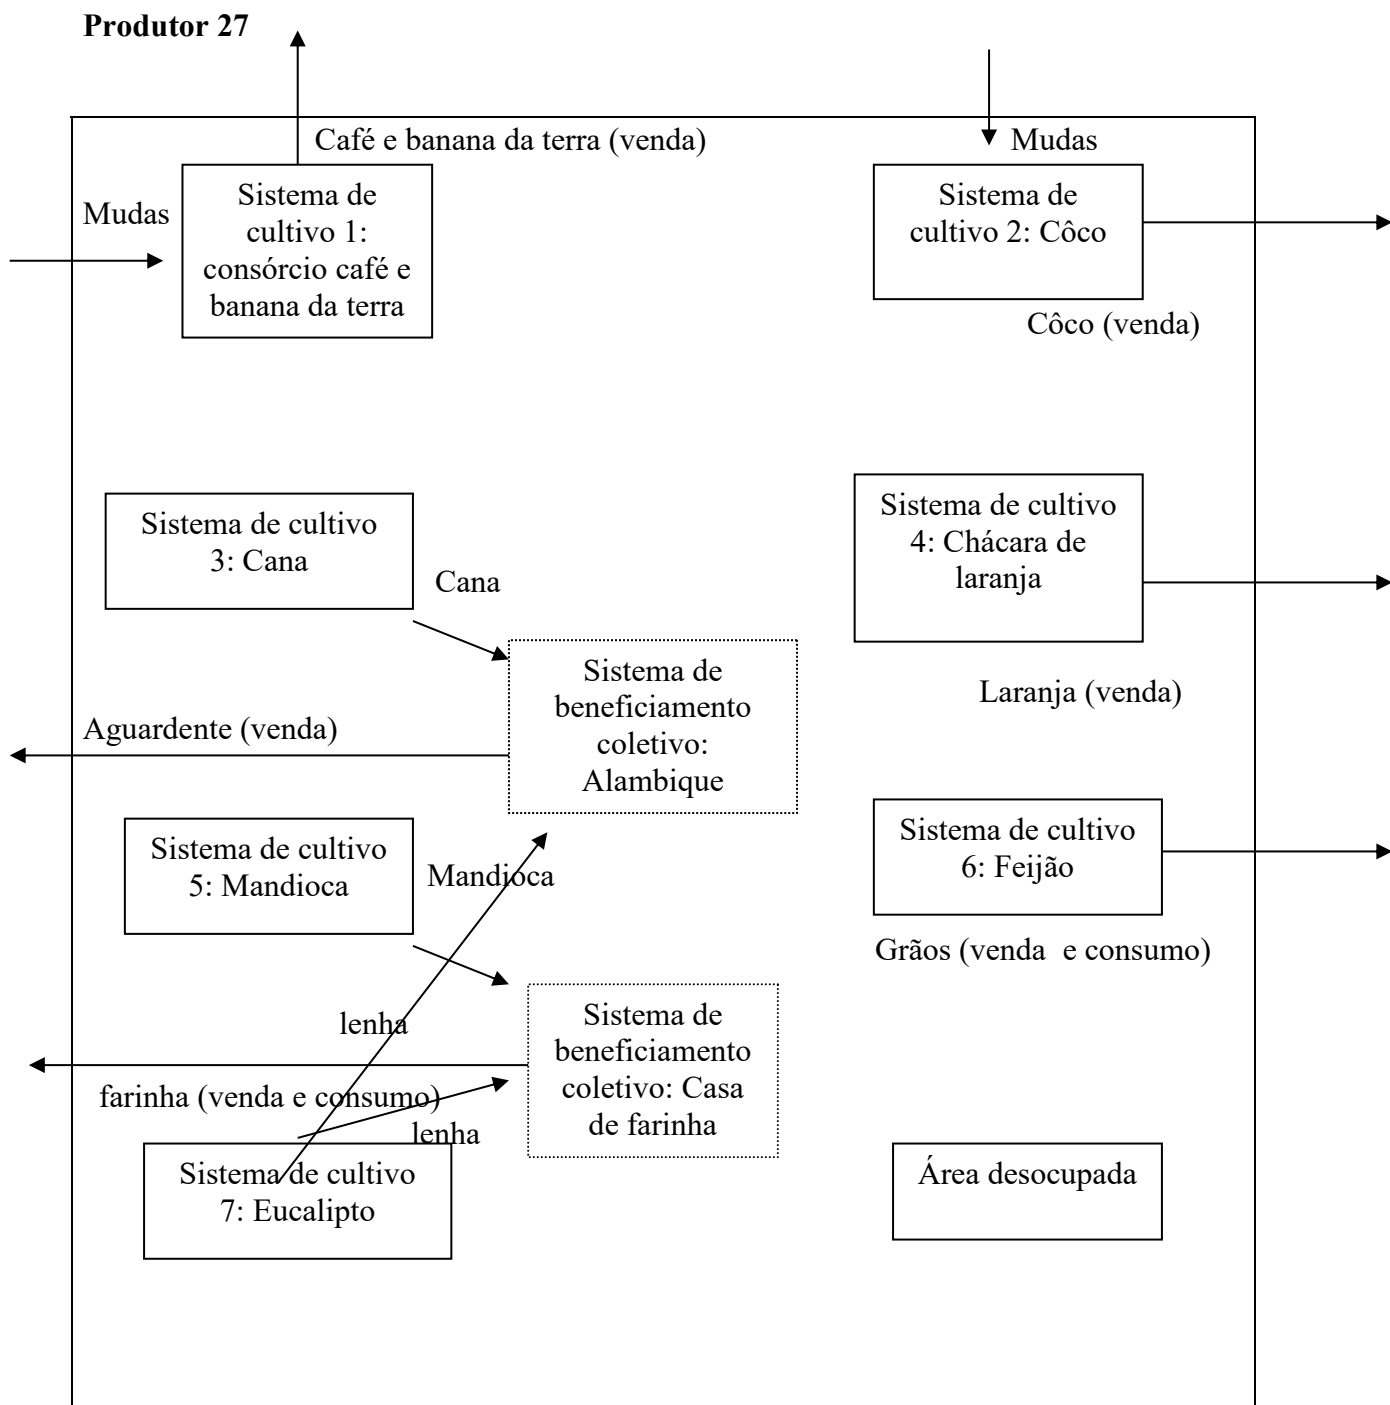 Produtor 27
Café e banana da terra (venda)
Mudas
Mudas
Sistema de
cultivo 1:
consórcio café e
banana da terra
Sistema de
cultivo 2: Côco
Côco (venda)
Sistema de cultivo
3: Cana
Cana
Sistema de cultivo
4: Chácara de
laranja
Laranja (venda)
Sistema de
beneficiamento
coletivo:
Alambique
Aguardente (venda)
Sistema de cultivo
5: Mandioca
Mandioca
Sistema de cultivo
6: Feijão
Grãos (venda  e consumo)
lenha
Sistema de
beneficiamento
coletivo: Casa
de farinha
farinha (venda e consumo)
lenha
Sistema de cultivo
7: Eucalipto
Área desocupada